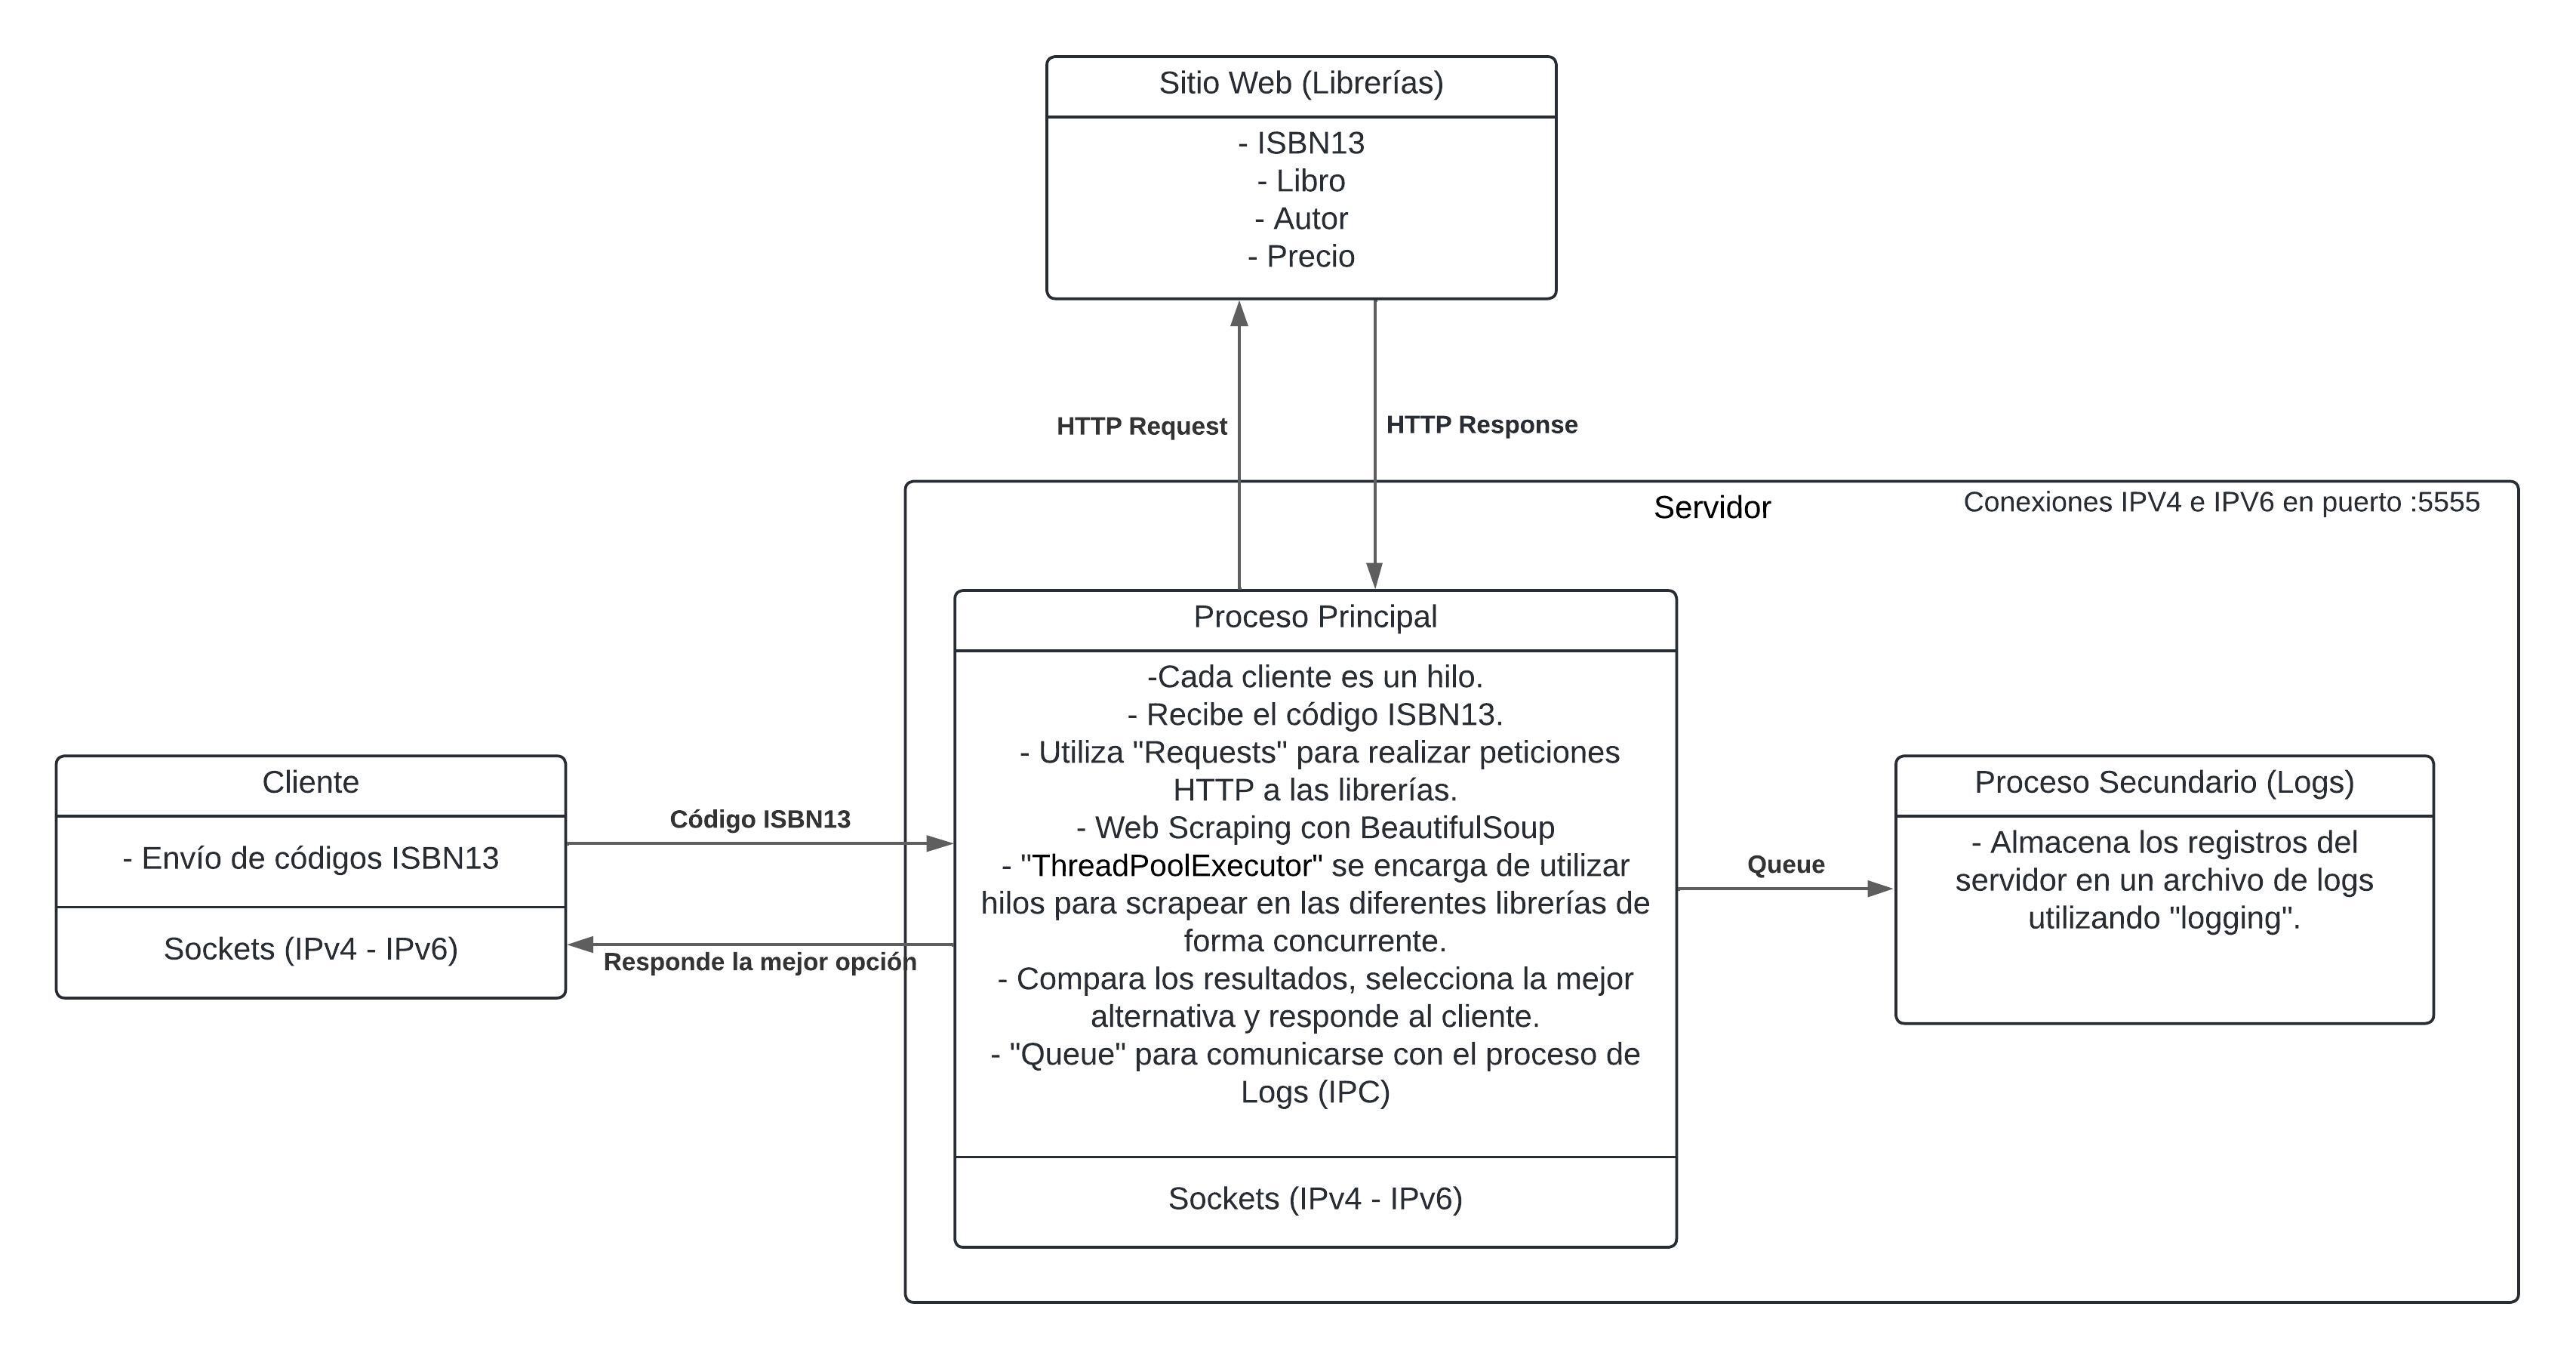 Sitio Web (Librerías)
- ISBN13
- Libro
- Autor
- Precio
HTTP Request
HTTP Response
Servidor
Conexiones IPV4 e IPV6 en puerto :5555
Proceso Principal
-Cada cliente es un hilo.
- Recibe el código ISBN13.
- Utiliza "Requests" para realizar peticiones
HTTP a las librerías.
- Web Scraping con BeautifulSoup
- "ThreadPoolExecutor" se encarga de utilizar
hilos para scrapear en las diferentes librerías de
forma concurrente.
- Compara los resultados, selecciona la mejor
alternativa y responde al cliente.
- "Queue" para comunicarse con el proceso de
Logs (IPC)
Sockets (IPv4 - IPv6)
Cliente
- Envío de códigos ISBN13
Sockets (IPv4 - IPv6)
Código ISBN13
Responde la mejor opción
Queue
Proceso Secundario (Logs)
- Almacena los registros del
servidor en un archivo de logs
utilizando "logging".